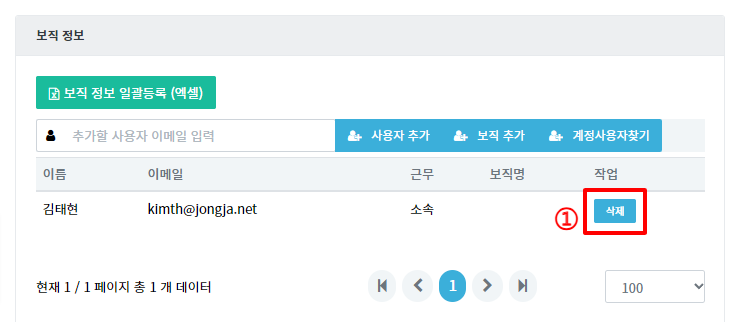 보직 정보
보직 정보 일괄등록 (엑셀)
추가할 사용자 이메일 입력 사용자 추가 보직 추가 계정사용자찾기
이름 이메일 근무 보직명 작업
김태현 kimth@jongja.net 소속 ① 삭제
현재 1 / 1 페이지 총 1 개 데이터 1 100